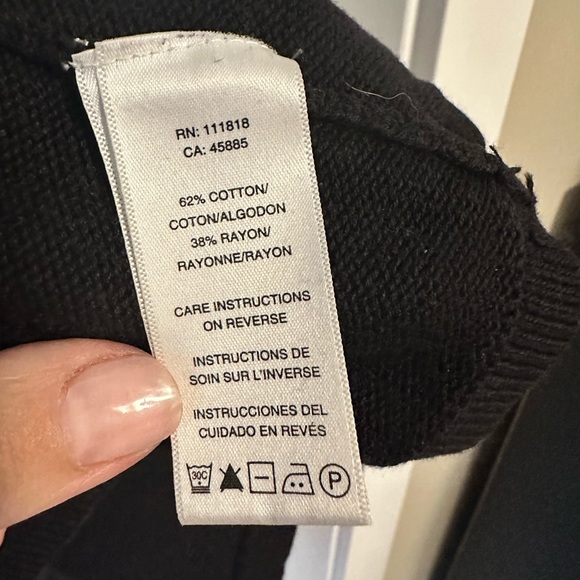 RN: 111818
CA: 45885
62% COTTON/
COTON/ALGODON
38% RAYON/
RAYONNE/RAYON
CARE INSTRUCTIONS
ON REVERSE
INSTRUCTIONS DE
SOIN SUR L'INVERSE
INSTRUCCIONES DEL
CUIDADO EN REVÉS
30C P